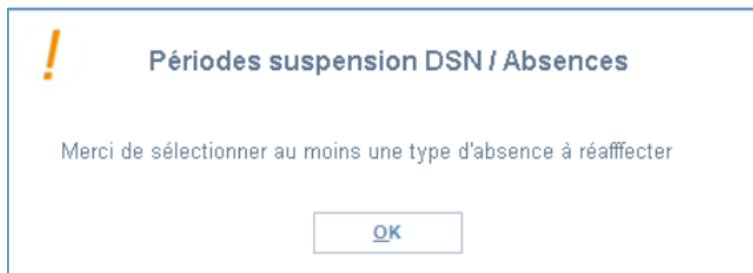 Périodes suspension DSN / Absences
Merci de sélectionner au moins une type d'absence à réafffecter
OK